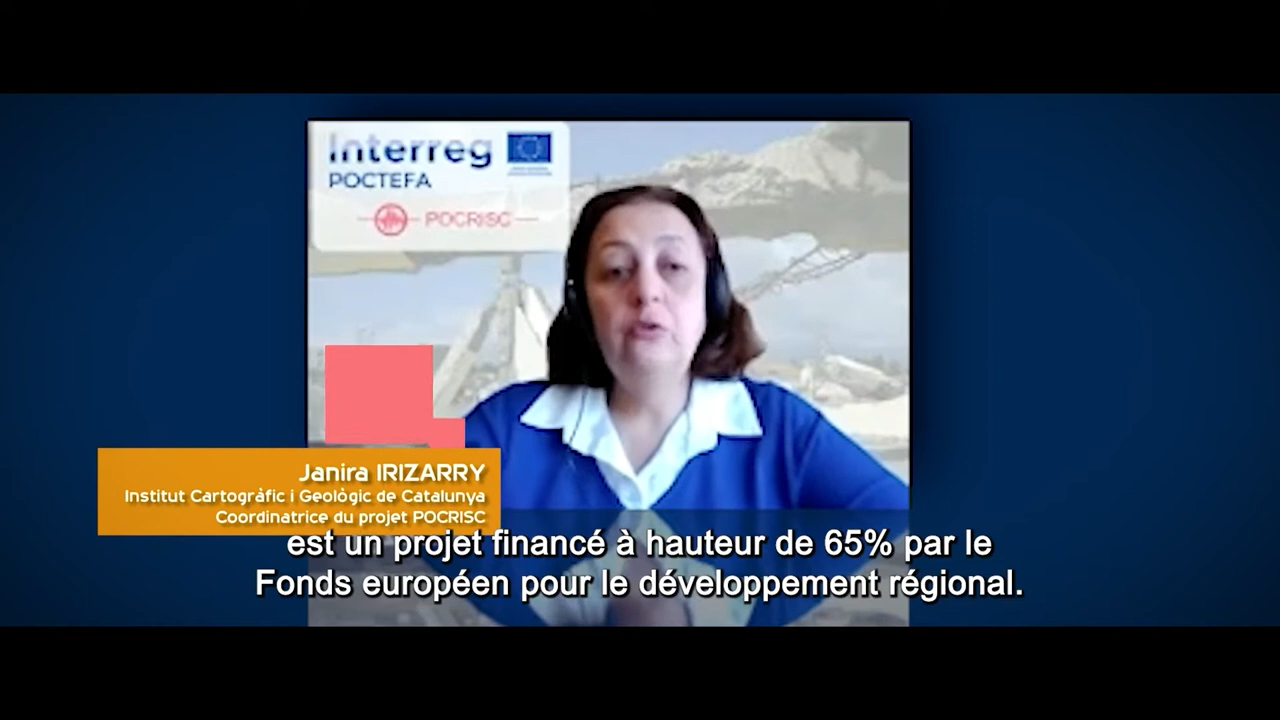 Interreg
POCTEFA
POCRISC
Janira IRIZARRY
Institut Cartogràfic i Geològic de Catalunya
Coordinatrice du projet POCRISC
est un projet financé à hauteur de 65% par le
Fonds européen pour le développement régional.